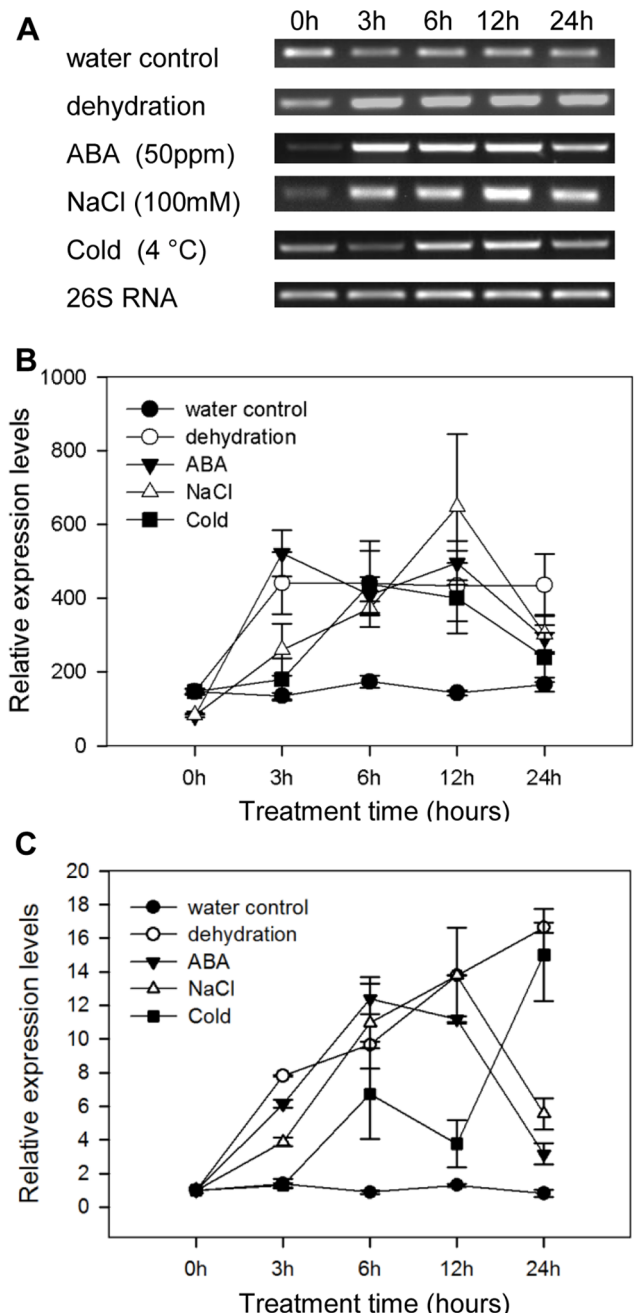 A
0h 3h 6h 12h 24h
water control
dehydration
ABA (50ppm)
NaCl (100mM)
Cold (4 °C)
26S RNA
B
Relative expression levels
1000
800
600
400
200
0
water control
dehydration
ABA
NaCl
Cold
0h 3h 6h 12h 24h
Treatment time (hours)
C
Relative expression levels
20
18
16
14
12
10
8
6
4
2
0
water control
dehydration
ABA
NaCl
Cold
0h 3h 6h 12h 24h
Treatment time (hours)